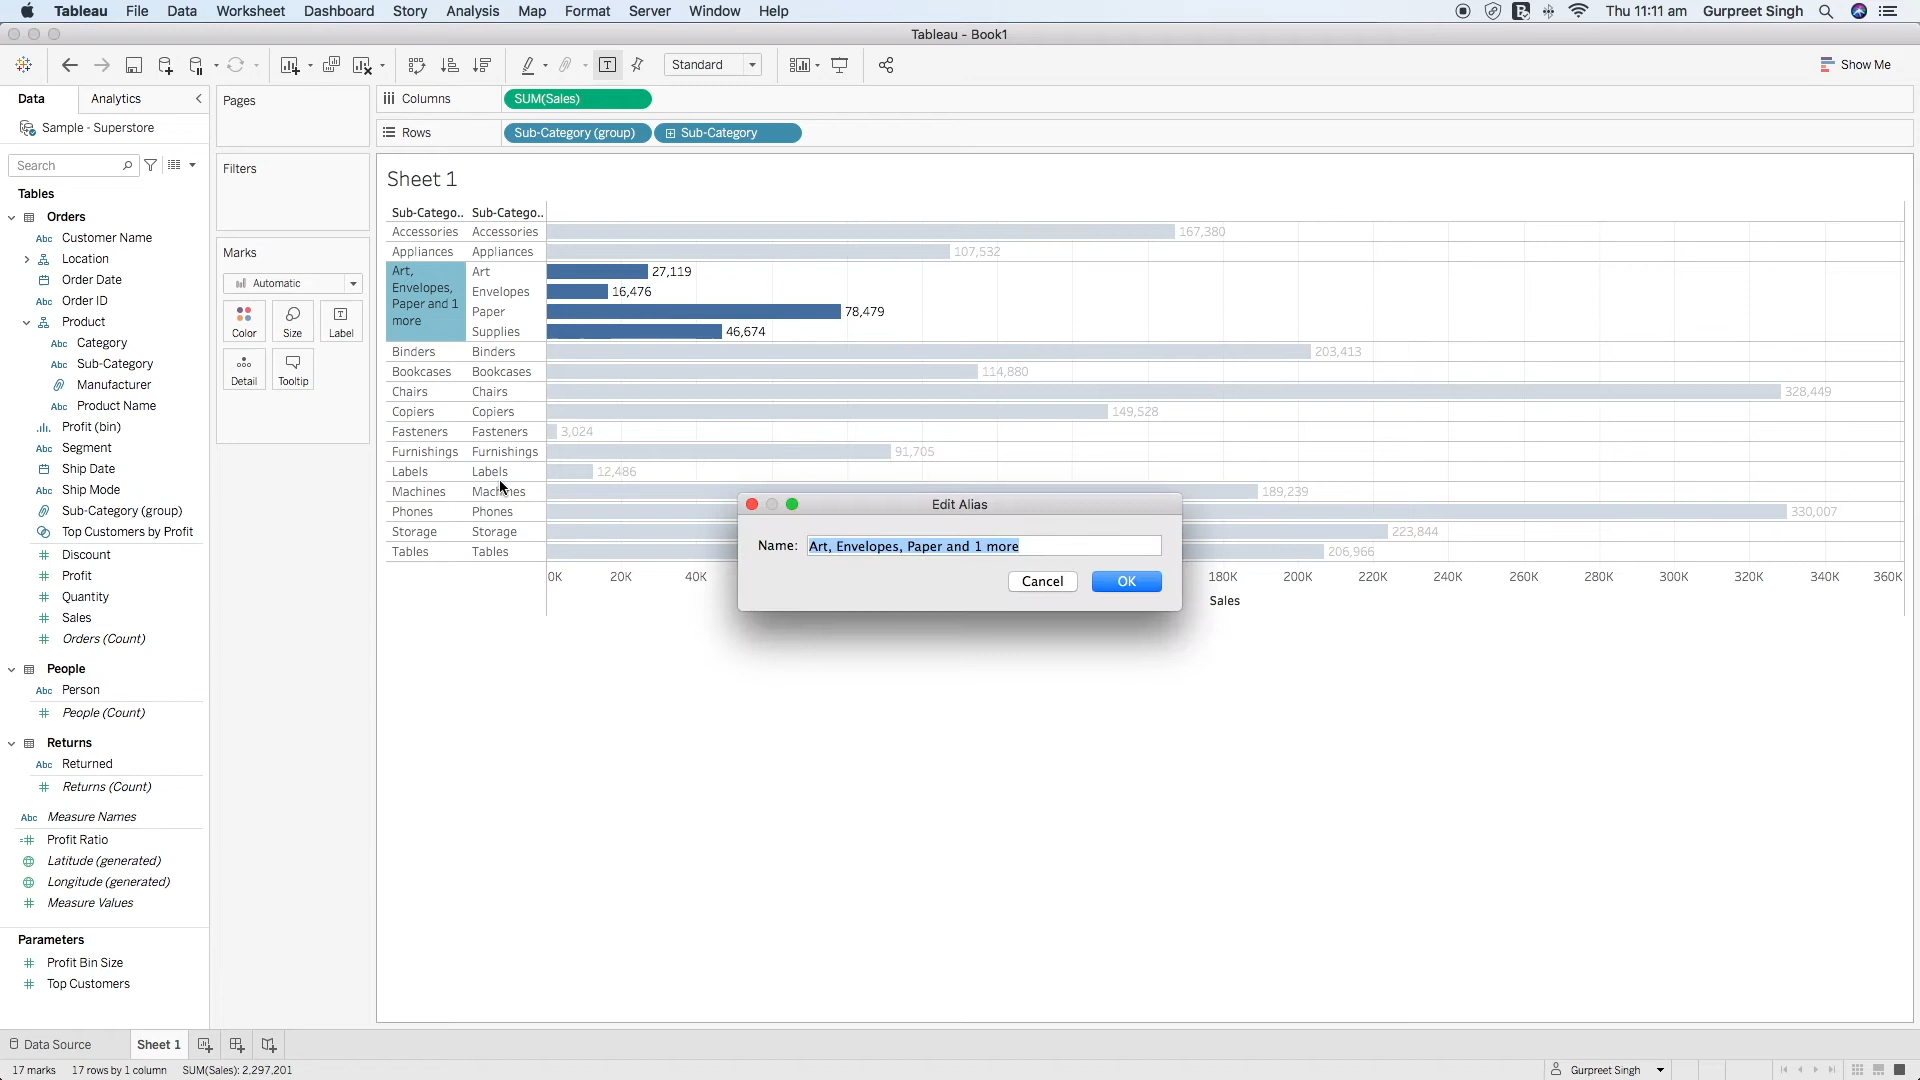 Tableau File Data Worksheet Dashboard Story Analysis Map Format Server Window Help Thu 11:11 am Gurpreet Singh
Tableau - Book1
Standard Show Me
Data Analytics Pages Columns SUM(Sales)
Sample - Superstore
Rows Sub-Category (group) Sub-Category
Search
Filters
Sheet 1
Tables
Orders
Abc Customer Name
Location
Order Date
Abc Order ID
Product
Abc Category
Abc Sub-Category
Manufacturer
Abc Product Name
Profit (bin)
Abc Segment
Ship Date
Abc Ship Mode
Sub-Category (group)
Top Customers by Profit
Discount
Profit
Quantity
Sales
Orders (Count)
People
Abc Person
People (Count)
Returns
Abc Returned
Returns (Count)
Abc Measure Names
Profit Ratio
Latitude (generated)
Longitude (generated)
Measure Values
Parameters
Profit Bin Size
Top Customers
Marks
Automatic
Color Size Label
Detail Tooltip
Sub-Catego.. Sub-Catego..
Accessories Accessories 167,380
Appliances Appliances 107,532
Art,
Envelopes,
Paper and 1
more
Art 27,119
Envelopes 16,476
Paper 78,479
Supplies 46,674
Binders Binders 203,413
Bookcases Bookcases 114,880
Chairs Chairs 328,449
Copiers Copiers 149,528
Fasteners Fasteners 3,024
Furnishings Furnishings 91,705
Labels Labels 12,486
Machines Machines 189,239
Phones Phones 330,007
Storage Storage 223,844
Tables Tables 206,966
0K 20K 40K 180K 200K 220K 240K 260K 280K 300K 320K 340K 360K
Sales
Edit Alias
Name: Art, Envelopes, Paper and 1 more
Cancel OK
Data Source Sheet 1
17 marks 17 rows by 1 column SUM(Sales): 2,297,201 Gurpreet Singh